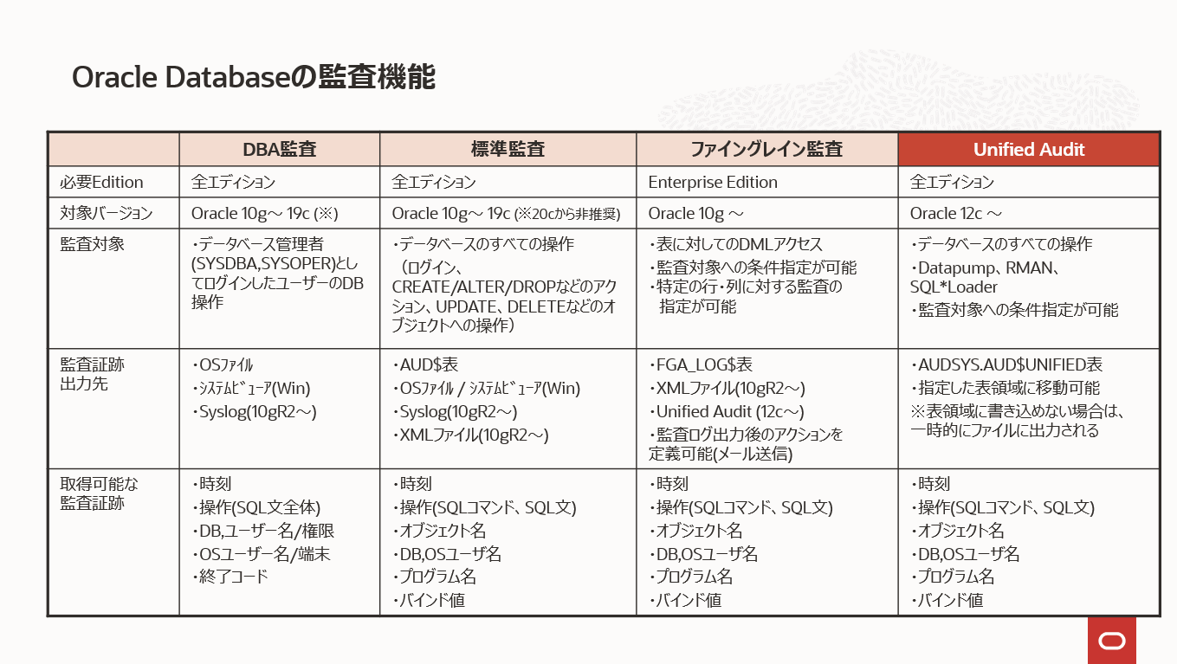 Oracle Databaseの監査機能
DBA監査
標準監査
ファイングレイン監査
Unified Audit
必要Edition
全エディション
全エディション
Enterprise Edition
全エディション
対象バージョン
Oracle 10g～ 19c (※)
Oracle 10g～ 19c (※20cから非推奨)
Oracle 10g ～
Oracle 12c ～
監査対象
・データベース管理者
(SYSDBA,SYSOPER)とし
てログインしたユーザーのDB
操作
・データベースのすべての操作
（ログイン、
CREATE/ALTER/DROPなどのアク
ション、UPDATE、DELETEなどのオ
ブジェクトへの操作）
・表に対してのDMLアクセス
・監査対象への条件指定が可能
・特定の行・列に対する監査の
指定が可能
・データベースのすべての操作
・Datapump、RMAN、
SQL*Loader
・監査対象への条件指定が可能
監査証跡
出力先
・OSﾌｧｲﾙ
・ｼｽﾃﾑﾋﾞｭｰｱ(Win)
・Syslog(10gR2～)
・AUD$表
・OSﾌｧｲﾙ / ｼｽﾃﾑﾋﾞｭｰｱ(Win)
・Syslog(10gR2～)
・XMLファイル(10gR2～)
・FGA_LOG$表
・XMLファイル(10gR2～)
・Unified Audit (12c～)
・監査ログ出力後のアクションを
定義可能(メール送信)
・AUDSYS.AUD$UNIFIED表
・指定した表領域に移動可能
※表領域に書き込めない場合は、
一時的にファイルに出力される
取得可能な
監査証跡
・時刻
・操作(SQL文全体)
・DB,ユーザー名/権限
・OSユーザー名/端末
・終了コード
・時刻
・操作(SQLコマンド、SQL文)
・オブジェクト名
・DB,OSユーザ名
・プログラム名
・バインド値
・時刻
・操作(SQLコマンド、SQL文)
・オブジェクト名
・DB,OSユーザ名
・プログラム名
・バインド値
・時刻
・操作(SQLコマンド、SQL文)
・オブジェクト名
・DB,OSユーザ名
・プログラム名
・バインド値